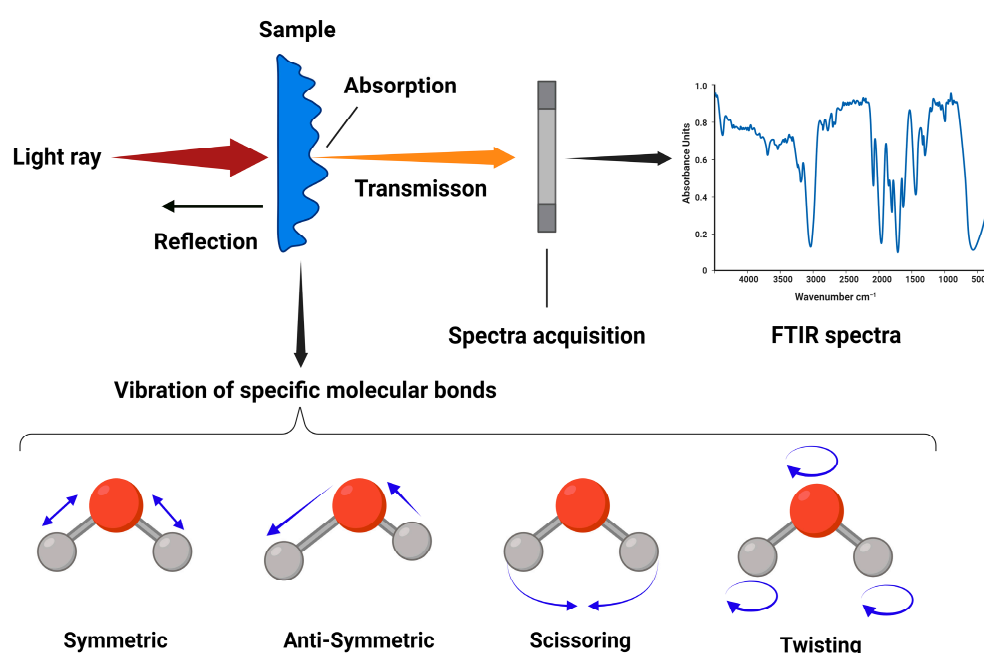 Sample
Absorption
Light ray
Transmisson
Reflection
Spectra acquisition
Absorbance Units
1.0
0.8
0.6
0.4
0.2
0
4000 3500 3000 2500 2000 1500 1000 500
Wavenumber cm⁻¹
FTIR spectra
Vibration of specific molecular bonds
Symmetric
Anti-Symmetric
Scissoring
Twisting